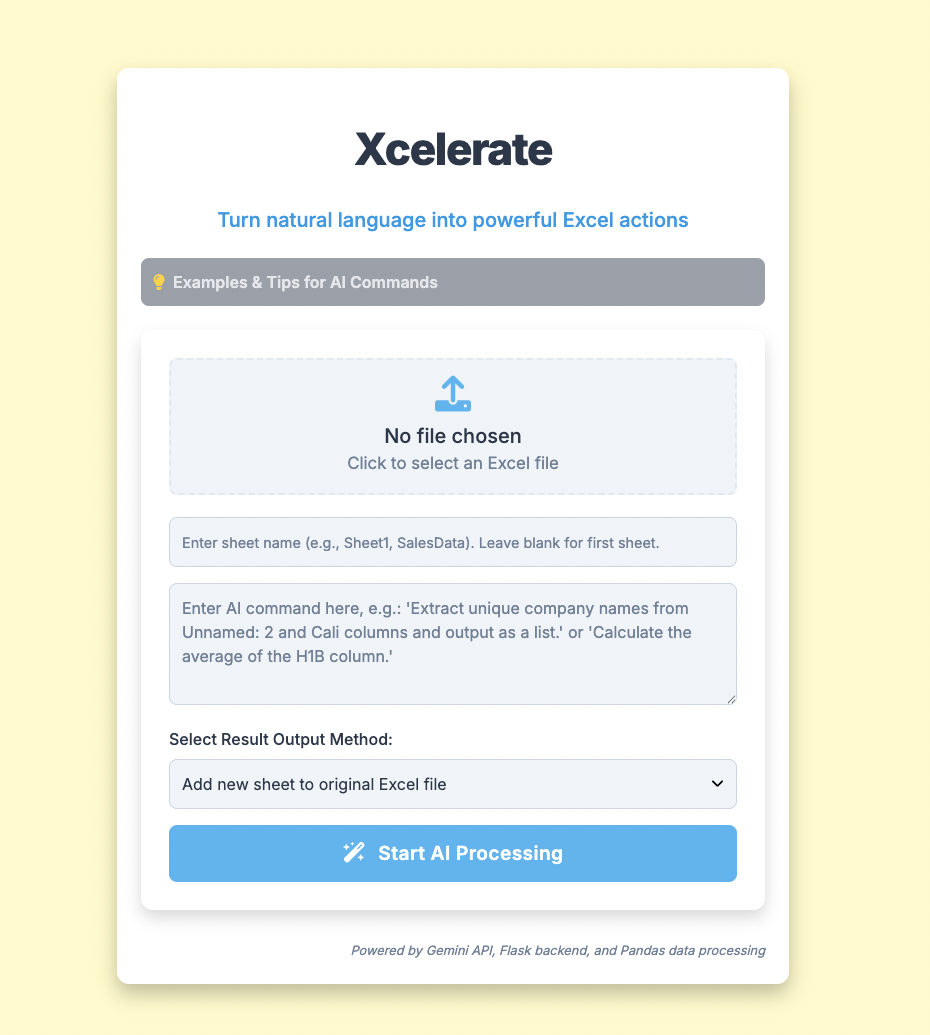 Xcelerate
Turn natural language into powerful Excel actions
Examples & Tips for AI Commands
No file chosen
Click to select an Excel file
Enter sheet name (e.g., Sheet1, SalesData). Leave blank for first sheet.
Enter AI command here, e.g.: 'Extract unique company names from
Unnamed: 2 and Cali columns and output as a list.' or 'Calculate the
average of the H1B column.'
Select Result Output Method:
Add new sheet to original Excel file
Start AI Processing
Powered by Gemini API, Flask backend, and Pandas data processing